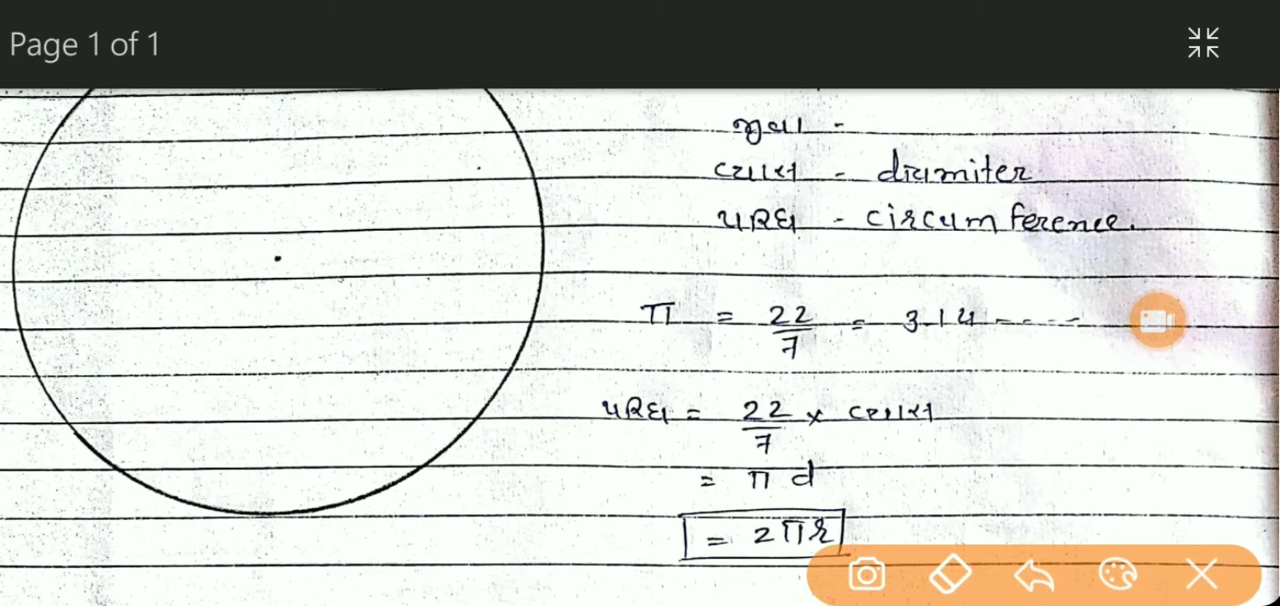 Page 1 of 1
જીવા -
વ્યાસ - diamiter
પરિઘ - circumference.
π = 22/7 = 3.14 - - - -
પરિઘ = 22/7 × વ્યાસ
= π d
= 2πr